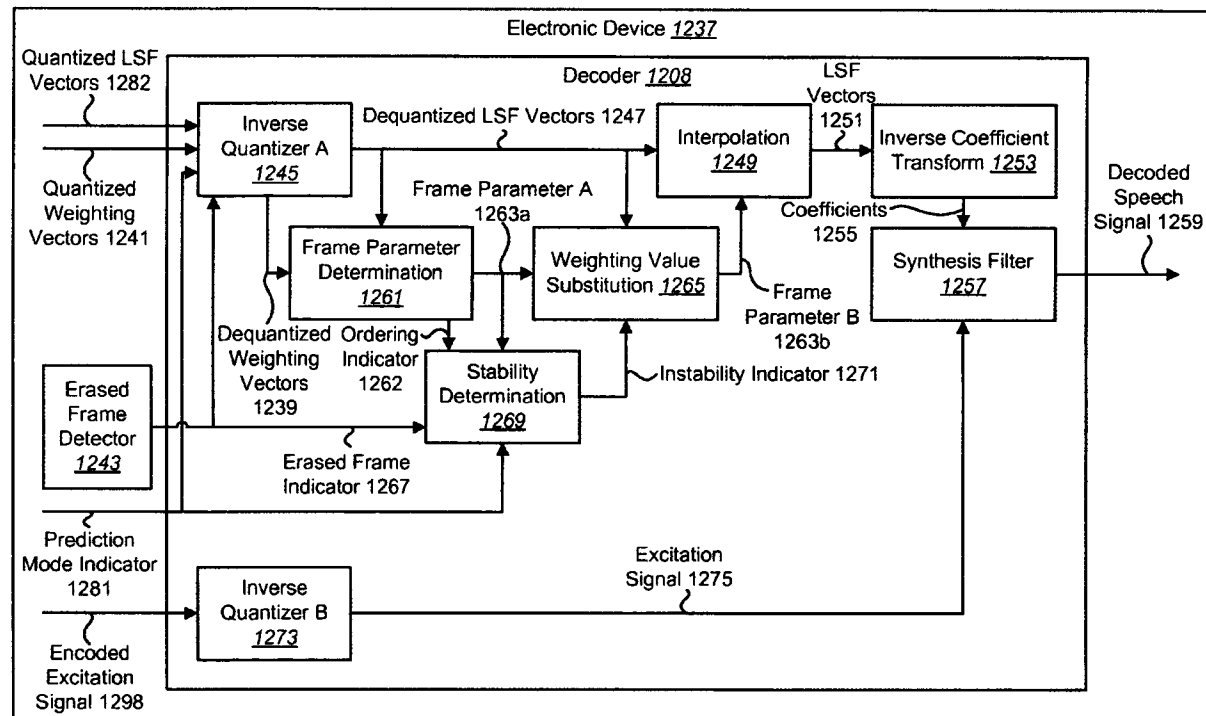 Electronic Device 1237
Quantized LSF
Vectors 1282
Decoder 1208
LSF
Vectors
1251
Inverse
Quantizer A
1245
Dequantized LSF Vectors 1247
Interpolation
1249
Inverse Coefficient
Transform 1253
Quantized
Weighting
Vectors 1241
Frame Parameter A
1263a
Coefficients
1255
Decoded
Speech
Signal 1259
Frame Parameter
Determination
1261
Weighting Value
Substitution 1265
Synthesis Filter
1257
Frame
Parameter B
1263b
Dequantized
Weighting
Vectors
1239
Ordering
Indicator
1262
Stability
Determination
1269
Instability Indicator 1271
Erased
Frame
Detector
1243
Erased Frame
Indicator 1267
Prediction
Mode Indicator
1281
Inverse
Quantizer B
1273
Excitation
Signal 1275
Encoded
Excitation
Signal 1298